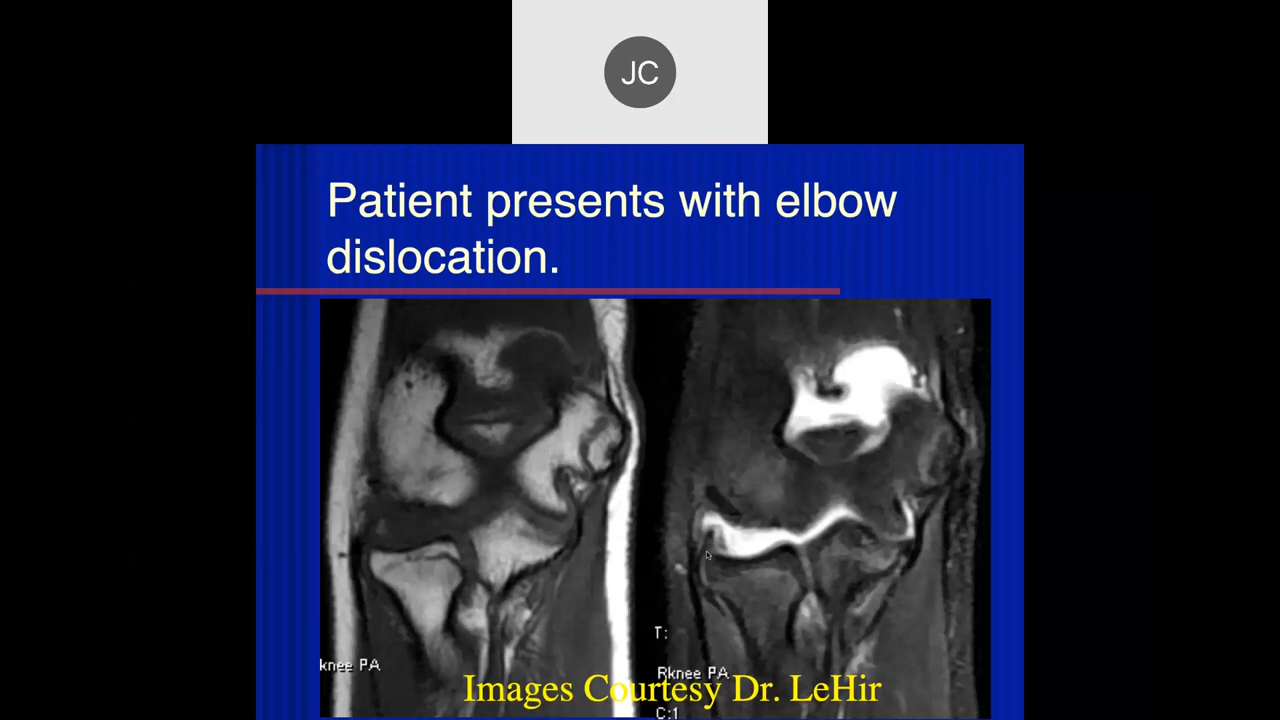 JC
Patient presents with elbow
dislocation.
T:
knee PA
Rknee PA
Images Courtesy Dr. LeHir
C:1